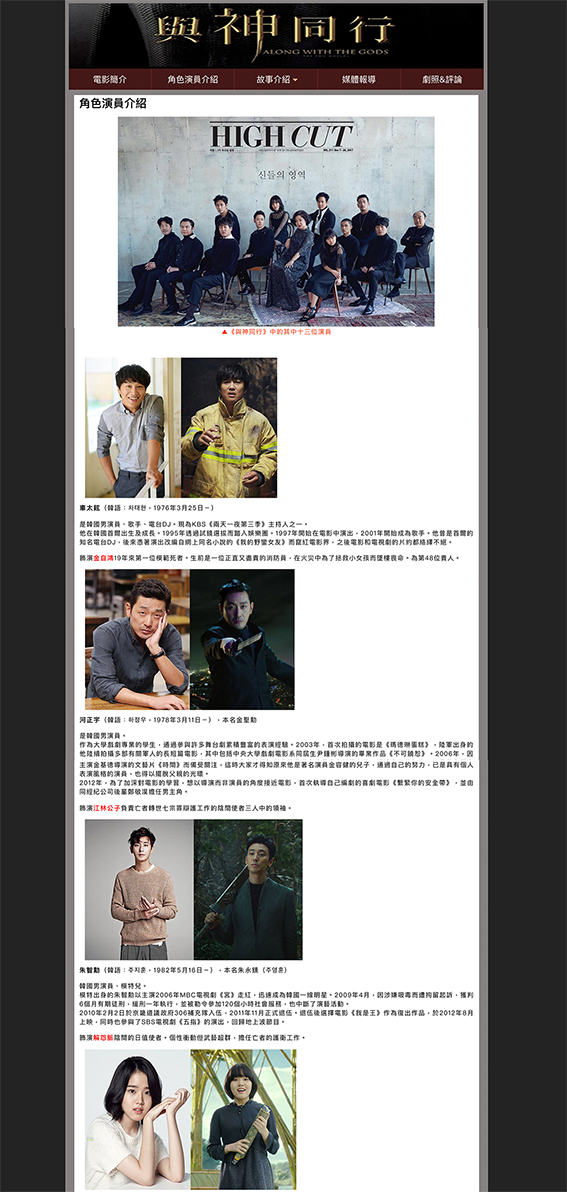 與神同行
ALONG WITH THE GODS
電影簡介
角色演員介紹
故事介紹
媒體報導
劇照&評論
角色演員介紹
HIGH CUT
신들의 영역
▲《與神同行》中的其中十三位演員
車太鉉（韓語：차태현，1976年3月25日－）
是韓國男演員、歌手、電台DJ。現為KBS《兩天一夜第三季》主持人之一。
他在韓國首爾出生及成長。1995年透過試鏡選拔而踏入娛樂圈。1997年開始在電影中演出，2001年開始成為歌手。他曾是首爾的
知名電台DJ，後來憑著演出改編自網上同名小說的《我的野蠻女友》而竄紅電影界，之後電影和電視劇的片約都絡繹不絕。
飾演金自鴻19年來第一位模範死者。生前是一位正直又盡責的消防員，在火災中為了拯救小女孩而墜樓喪命。為第48位貴人。
河正宇（韓語：하정우，1978年3月11日－），本名金聖勳
是韓國男演員。
作為大學戲劇專業的學生，通過參與許多舞台劇累積豐富的表演經驗。2003年，首次拍攝的電影是《瑪德琳蛋糕》，陸軍出身的
他陸續拍攝多部有關軍人的長短篇電影，其中包括中央大學戲劇電影系同屆生尹鍾彬導演的畢業作品《不可饒恕》。2006年，因
主演金基德導演的文藝片《時間》而備受關注，這時大家才得知原來他是著名演員金容健的兒子，通過自己的努力，已是具有個人
表演風格的演員，也得以擺脫父親的光環。
2012年，為了加深對電影的學習，想以導演而非演員的角度接近電影，首次執導自己編劇的喜劇電影《繫緊你的安全帶》，並由
同經紀公司後輩鄭敬淏擔任男主角。
飾演江林公子負責亡者轉世七宗罪辯護工作的陰間使者三人中的領袖。
朱智勳（韓語：주지훈，1982年5月16日－），本名朱永鎮（주영훈）
韓國男演員、模特兒。
模特出身的朱智勳以主演2006年MBC電視劇《宮》走紅，迅速成為韓國一線明星。2009年4月，因涉嫌吸毒而遭拘留起訴，獲判
6個月有期徒刑，緩刑一年執行，並被勒令參加120個小時社會服務，也中斷了演藝活動。
2010年2月2日於京畿道議政府306補充隊入伍，2011年11月正式退伍。退伍後選擇電影《我是王》作為復出作品，於2012年8月
上映，同時也參與了SBS電視劇《五指》的演出，回歸地上波節目。
飾演解怨脈陰間的日值使者。個性衝動但武藝超群，擔任亡者的護衛工作。